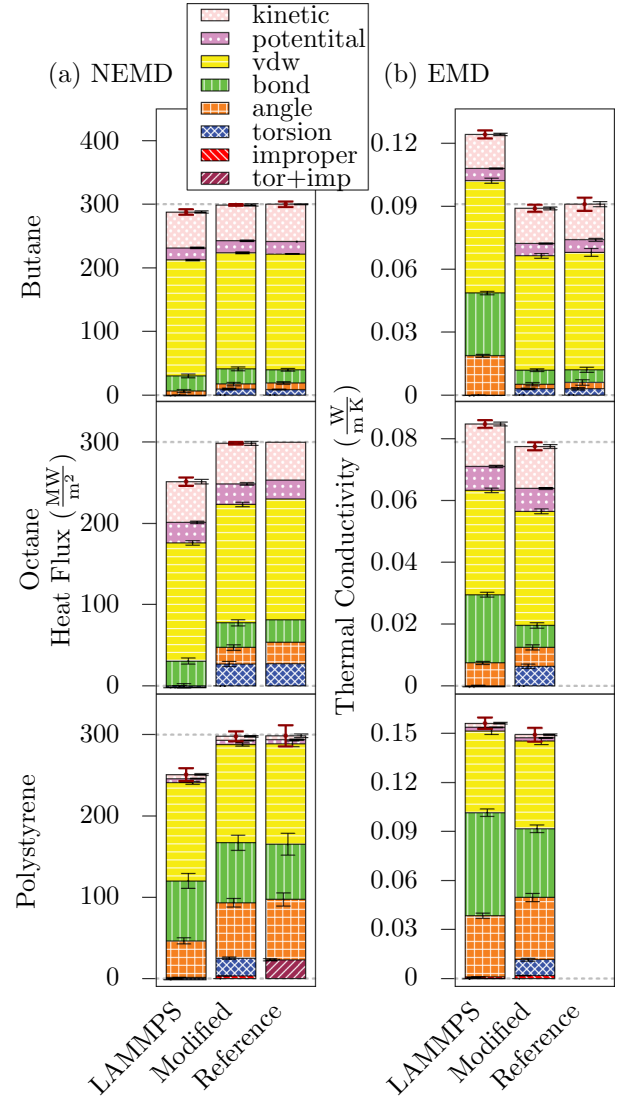 kinetic
potentital
vdw
bond
angle
torsion
improper
tor+imp
(a) NEMD
(b) EMD
400
300
200
100
0
Butane
0.12
0.09
0.06
0.03
0
300
200
100
0
Octane
Heat Flux (MW/m²)
0.08
0.06
0.04
0.02
0
Thermal Conductivity (W/m K)
300
200
100
0
Polystyrene
0.15
0.12
0.09
0.06
0.03
0
LAMMPS
Modified
Reference
LAMMPS
Modified
Reference